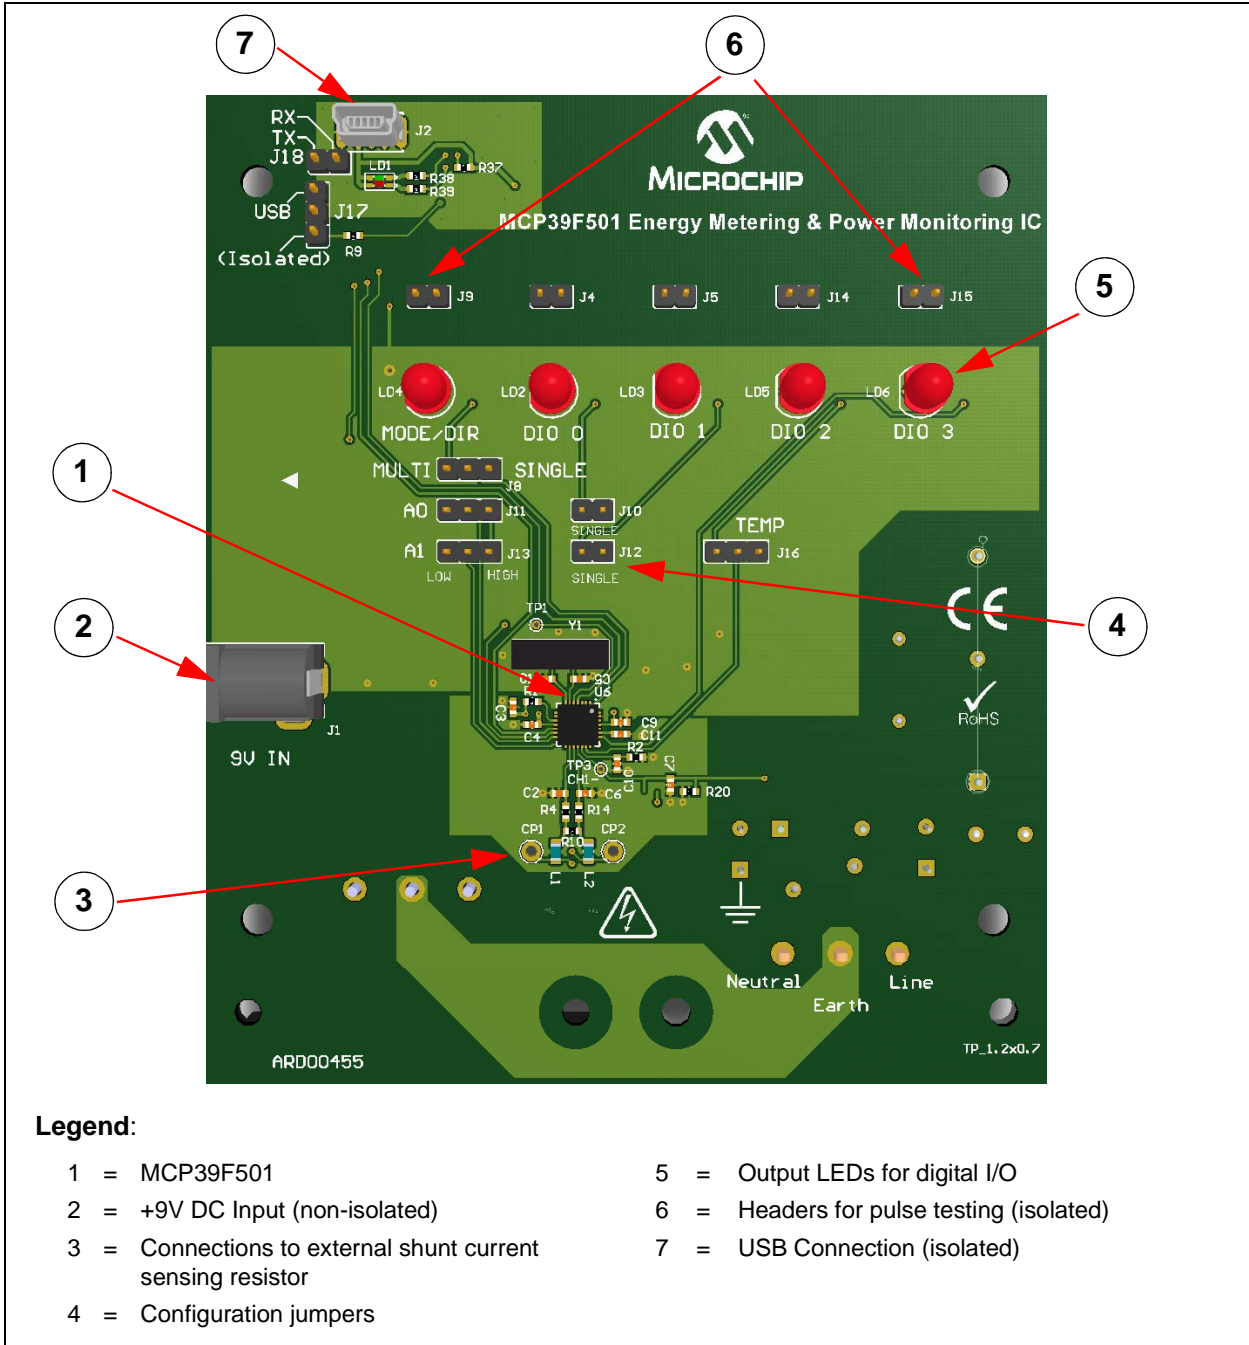 7
6
RX
TX
J18
J2
LD1
R37
R38
R39
USB
J17
(Isolated)
R9
MICROCHIP
MCP39F501 Energy Metering & Power Monitoring IC
J9
J4
J5
J14
J15
5
LD4
LD2
LD3
LD5
LD6
MODE/DIR
DIO 0
DIO 1
DIO 2
DIO 3
1
MULTI
SINGLE
J8
A0
J11
J10
SINGLE
TEMP
A1
J13
J12
J16
LOW
HIGH
SINGLE
4
2
TP1
Y1
U6
C3
C4
C9
C11
R2
J1
9V IN
TP3
CH1-
C10
C7
R20
C2
C6
R4
R14
CP1
R10
CP2
L1
L2
CE
RoHS
3
Neutral
Earth
Line
ARD00455
TP_1.2x0.7
Legend:
1 = MCP39F501
2 = +9V DC Input (non-isolated)
3 = Connections to external shunt current
sensing resistor
4 = Configuration jumpers
5 = Output LEDs for digital I/O
6 = Headers for pulse testing (isolated)
7 = USB Connection (isolated)